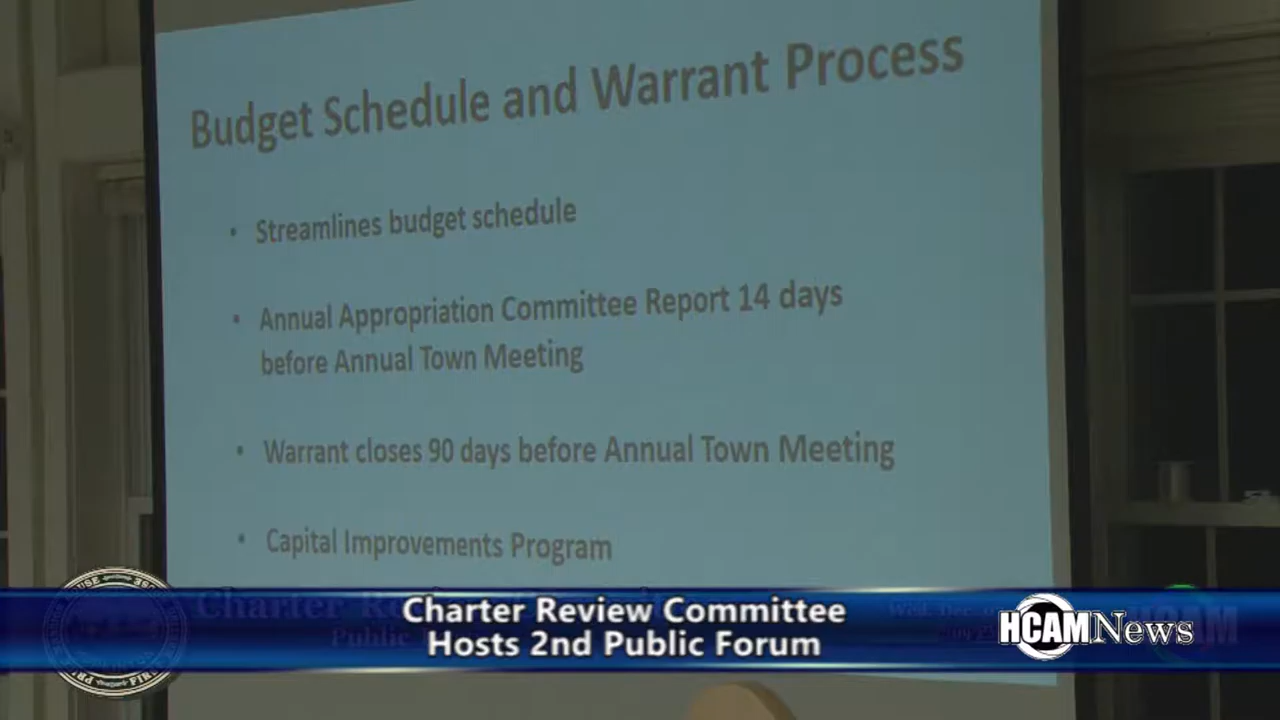 Budget Schedule and Warrant Process
• Streamlines budget schedule
• Annual Appropriation Committee Report 14 days
before Annual Town Meeting
• Warrant closes 90 days before Annual Town Meeting
• Capital Improvements Program
Charter Review Committee
Hosts 2nd Public Forum
HCAMNews